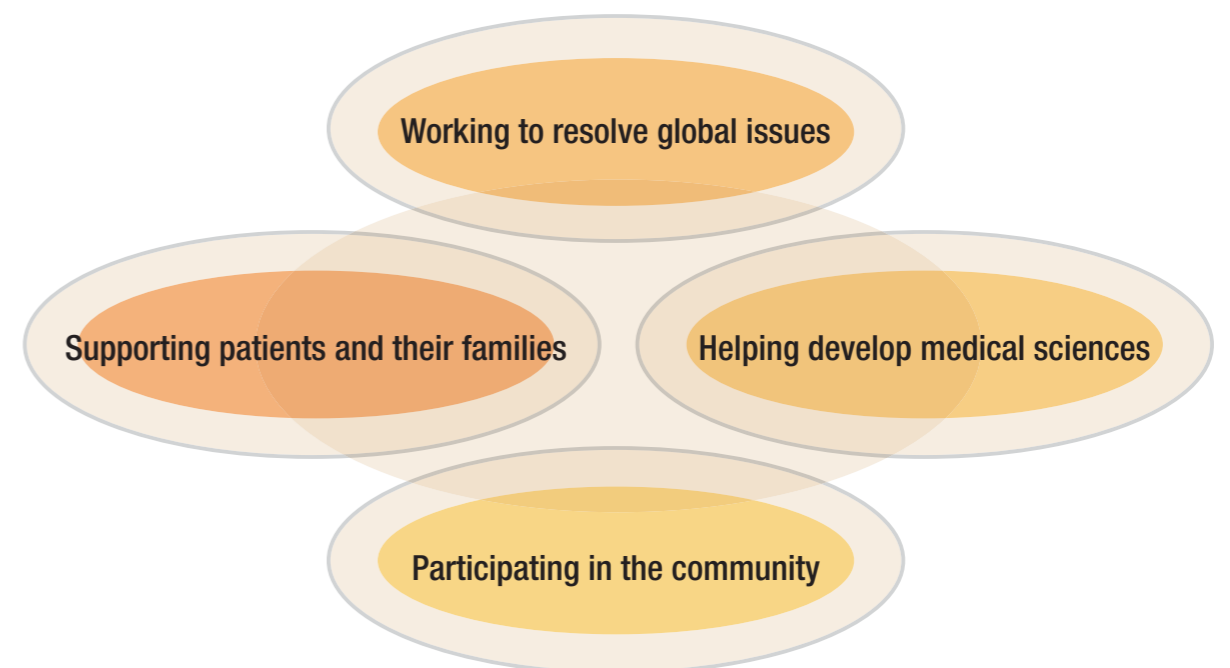 Working to resolve global issues
Supporting patients and their families
Helping develop medical sciences
Participating in the community